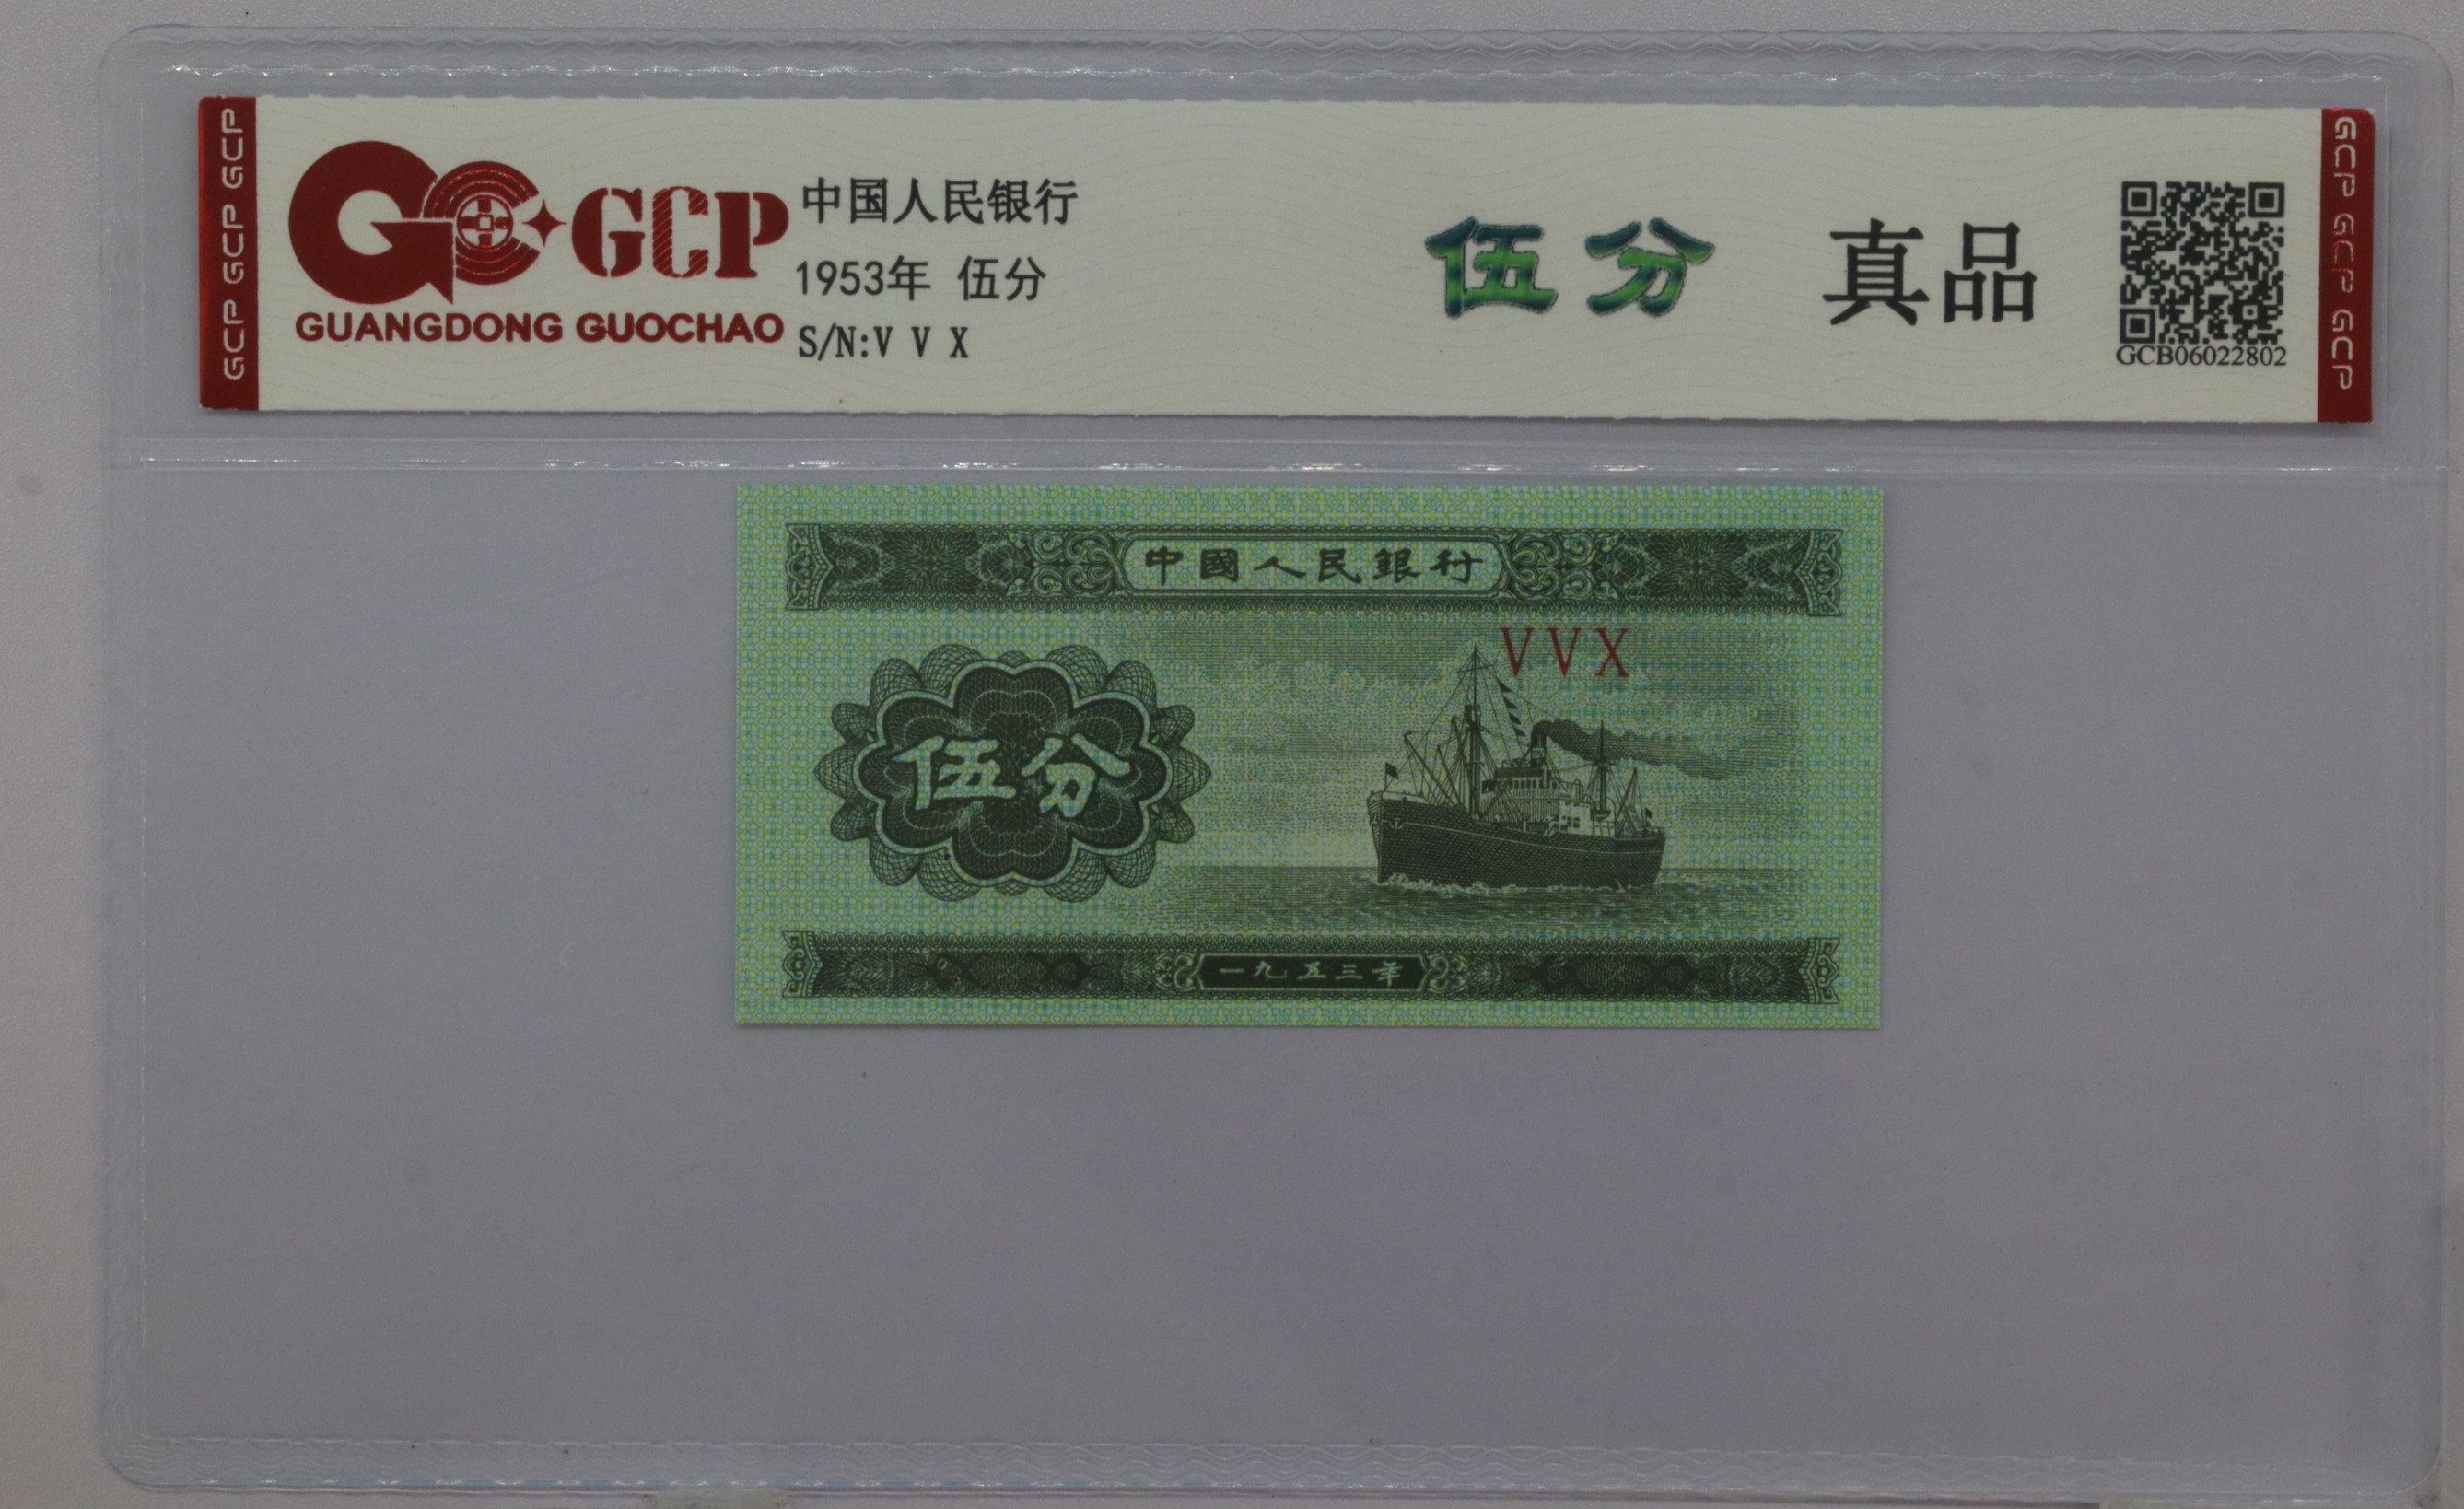 GCP GCP GCP
GCP
GUANGDONG GUOCHAO
中国人民银行
1953年 伍分
S/N:V V X
伍分 真品
GCB06022802
GCP GCP GCP
中國人民銀行
VVX
伍分
一九五三年